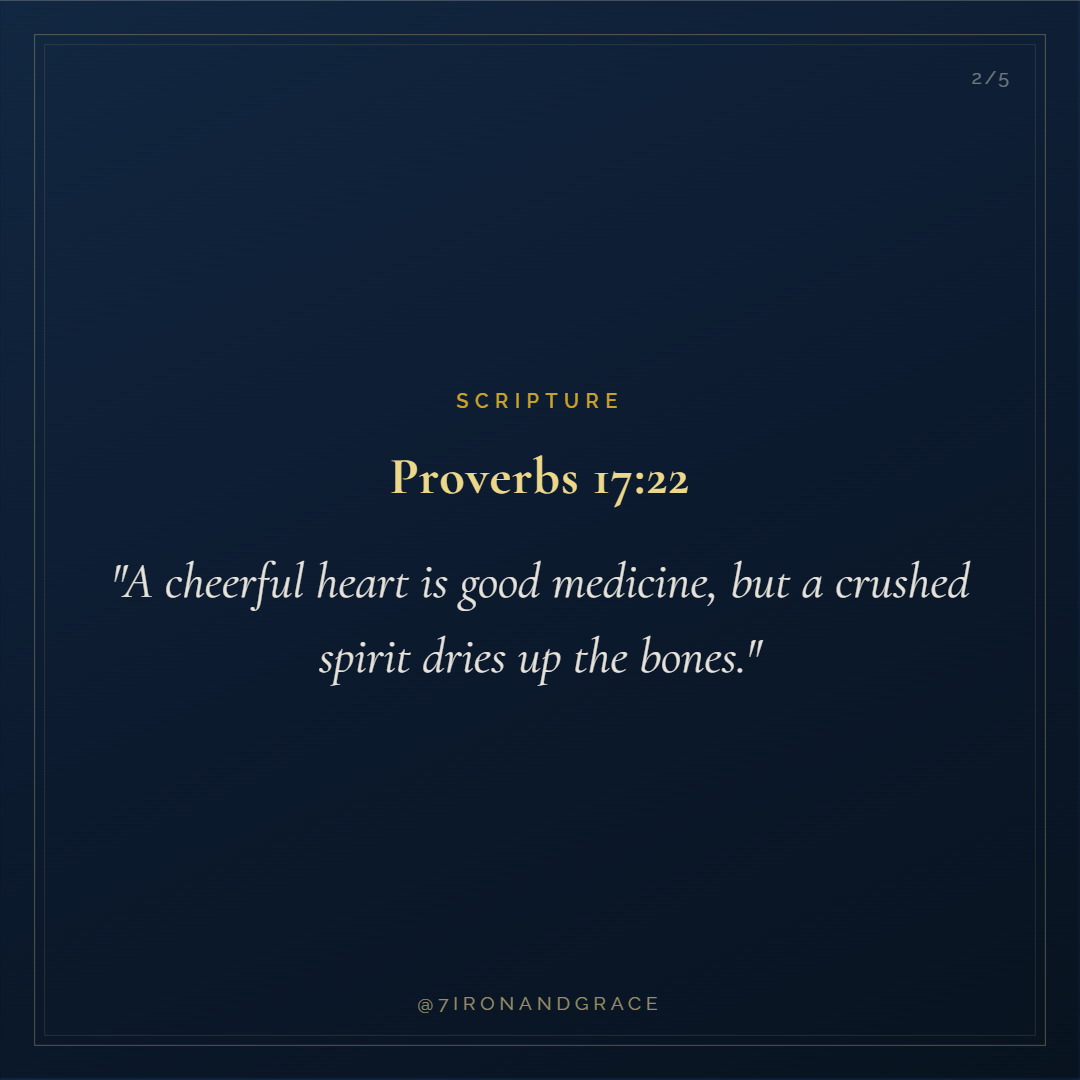 2/5
SCRIPTURE
Proverbs 17:22
"A cheerful heart is good medicine, but a crushed
spirit dries up the bones."
@7IRONANDGRACE